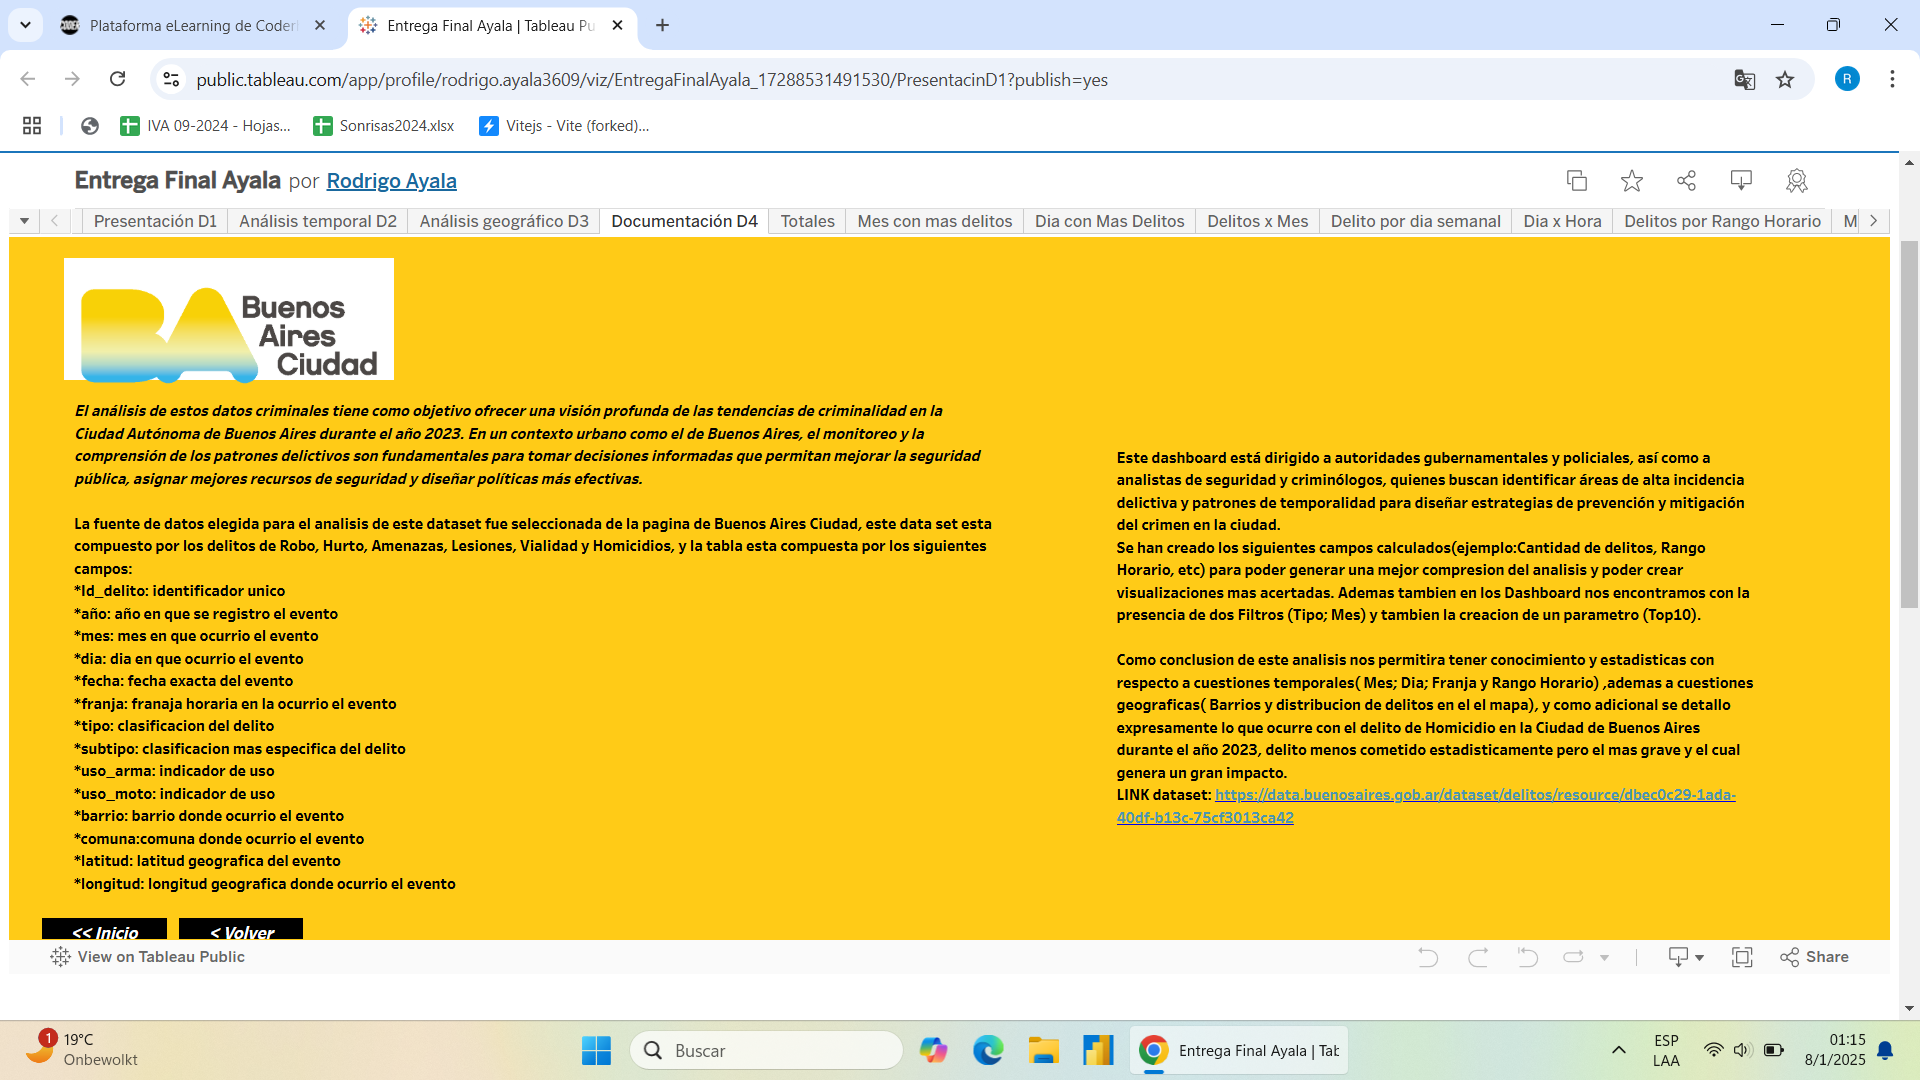 Plataforma eLearning de Coderl
Entrega Final Ayala | Tableau Pu
public.tableau.com/app/profile/rodrigo.ayala3609/viz/EntregaFinalAyala_17288531491530/PresentacinD1?publish=yes
R
IVA 09-2024 - Hojas...
Sonrisas2024.xlsx
Vitejs - Vite (forked)...
Entrega Final Ayala por Rodrigo Ayala
Presentación D1
Análisis temporal D2
Análisis geográfico D3
Documentación D4
Totales
Mes con mas delitos
Dia con Mas Delitos
Delitos x Mes
Delito por dia semanal
Dia x Hora
Delitos por Rango Horario
M
BA
Buenos
Aires
Ciudad
El análisis de estos datos criminales tiene como objetivo ofrecer una visión profunda de las tendencias de criminalidad en la
Ciudad Autónoma de Buenos Aires durante el año 2023. En un contexto urbano como el de Buenos Aires, el monitoreo y la
comprensión de los patrones delictivos son fundamentales para tomar decisiones informadas que permitan mejorar la seguridad
pública, asignar mejores recursos de seguridad y diseñar políticas más efectivas.
La fuente de datos elegida para el analisis de este dataset fue seleccionada de la pagina de Buenos Aires Ciudad, este data set esta
compuesto por los delitos de Robo, Hurto, Amenazas, Lesiones, Vialidad y Homicidios, y la tabla esta compuesta por los siguientes
campos:
*Id_delito: identificador unico
*año: año en que se registro el evento
*mes: mes en que ocurrio el evento
*dia: dia en que ocurrio el evento
*fecha: fecha exacta del evento
*franja: franaja horaria en la ocurrio el evento
*tipo: clasificacion del delito
*subtipo: clasificacion mas especifica del delito
*uso_arma: indicador de uso
*uso_moto: indicador de uso
*barrio: barrio donde ocurrio el evento
*comuna:comuna donde ocurrio el evento
*latitud: latitud geografica del evento
*longitud: longitud geografica donde ocurrio el evento
Este dashboard está dirigido a autoridades gubernamentales y policiales, así como a
analistas de seguridad y criminólogos, quienes buscan identificar áreas de alta incidencia
delictiva y patrones de temporalidad para diseñar estrategias de prevención y mitigación
del crimen en la ciudad.
Se han creado los siguientes campos calculados(ejemplo:Cantidad de delitos, Rango
Horario, etc) para poder generar una mejor compresion del analisis y poder crear
visualizaciones mas acertadas. Ademas tambien en los Dashboard nos encontramos con la
presencia de dos Filtros (Tipo; Mes) y tambien la creacion de un parametro (Top10).
Como conclusion de este analisis nos permitira tener conocimiento y estadisticas con
respecto a cuestiones temporales( Mes; Dia; Franja y Rango Horario) ,ademas a cuestiones
geograficas( Barrios y distribucion de delitos en el el mapa), y como adicional se detallo
expresamente lo que ocurre con el delito de Homicidio en la Ciudad de Buenos Aires
durante el año 2023, delito menos cometido estadisticamente pero el mas grave y el cual
genera un gran impacto.
LINK dataset: https://data.buenosaires.gob.ar/dataset/delitos/resource/dbec0c29-1ada-
40df-b13c-75cf3013ca42
<< Inicio
< Volver
View on Tableau Public
Share
1
19°C
Onbewolkt
Buscar
Entrega Final Ayala | Tab
ESP
LAA
01:15
8/1/2025